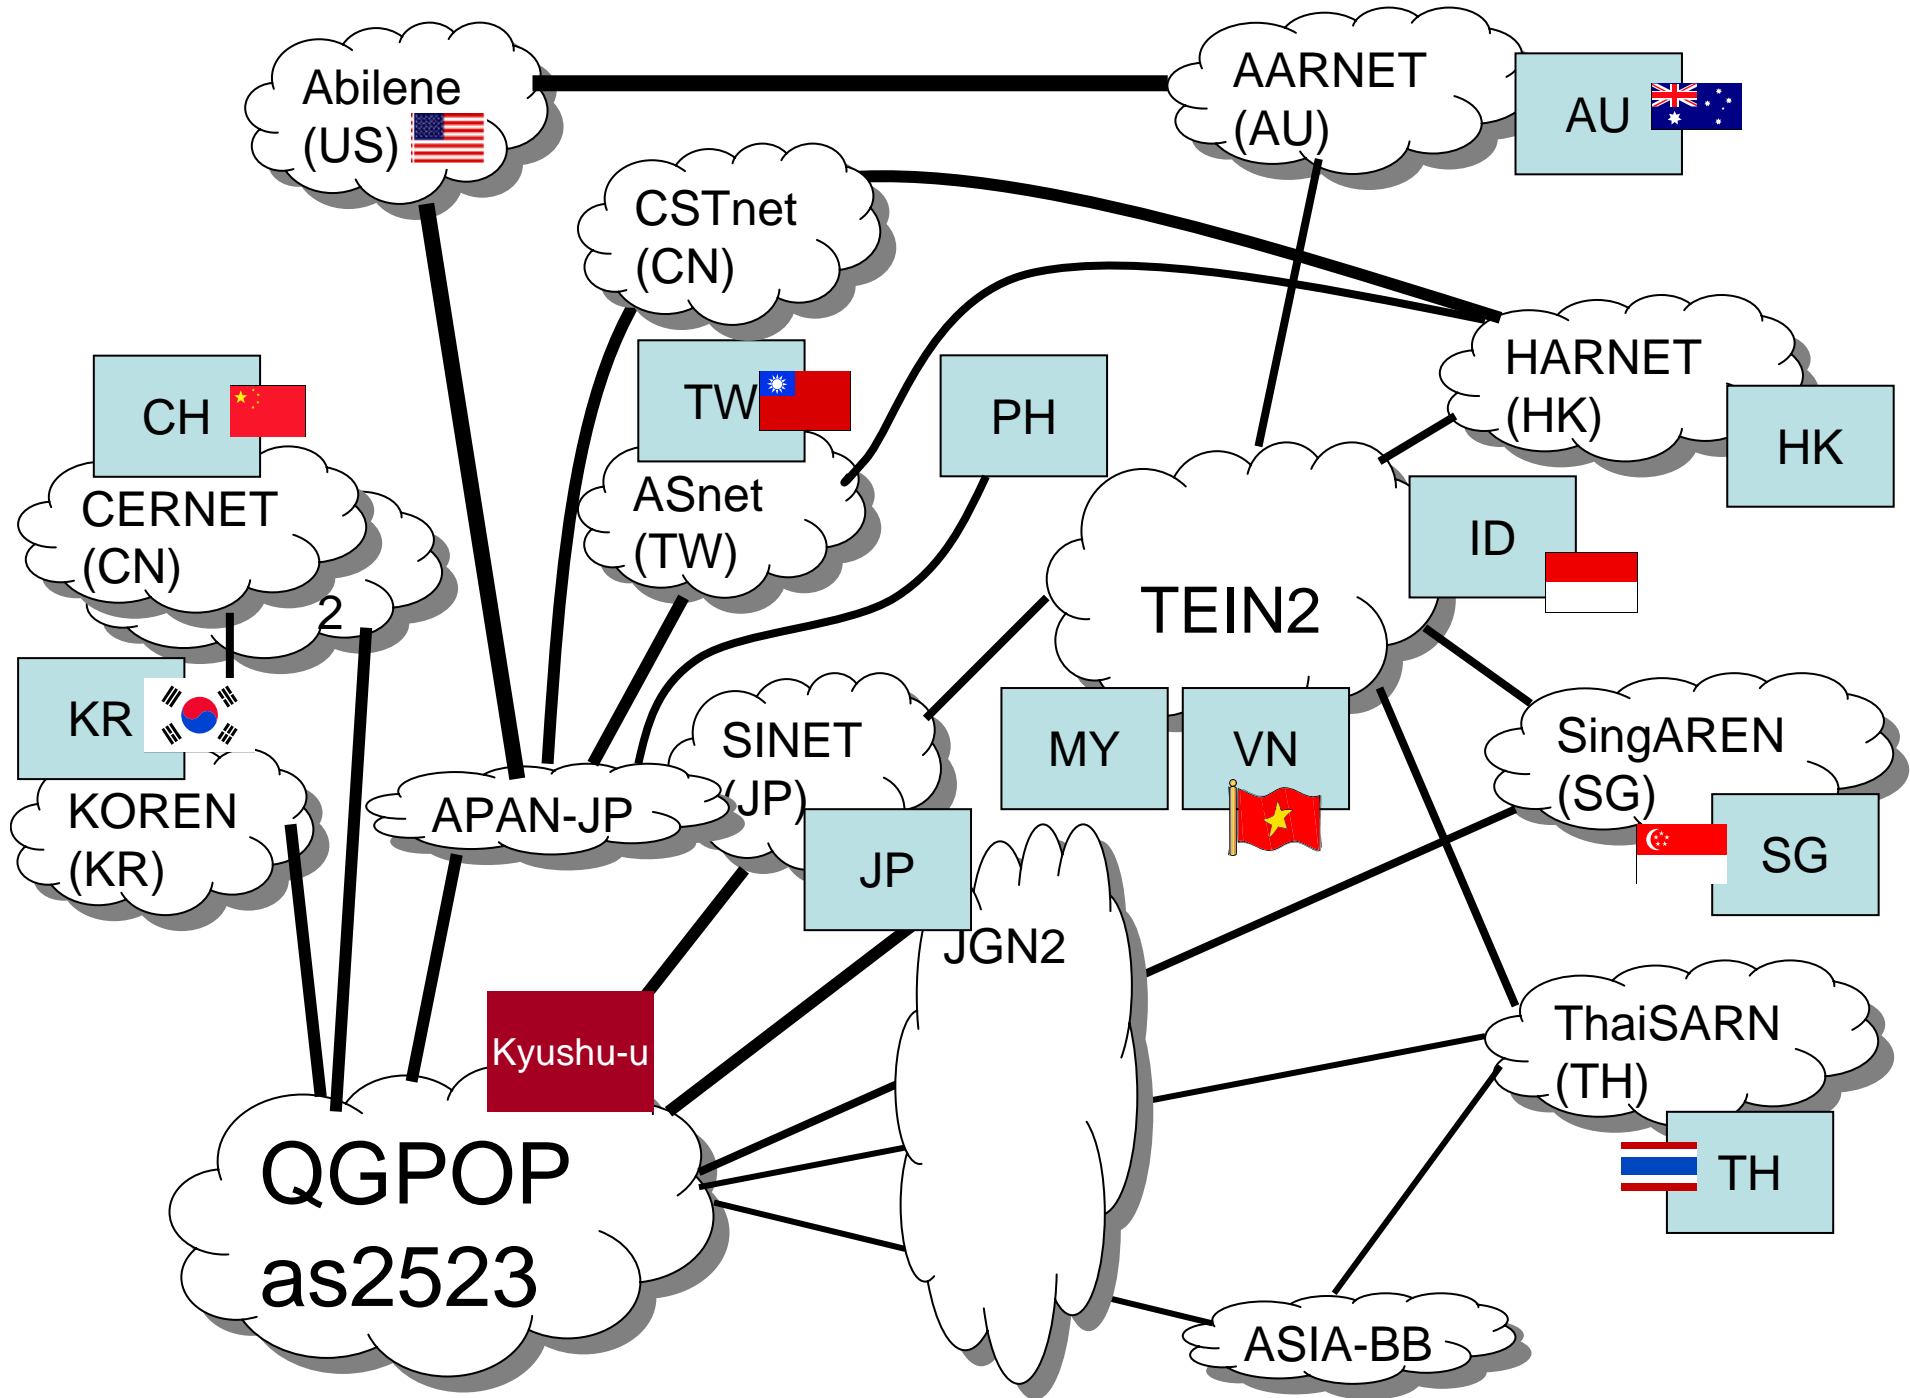 Abilene
(US)
AARNET
(AU)
AU
CSTnet
(CN)
HARNET
(HK)
HK
CH
TW
PH
CERNET
(CN)
2
ASnet
(TW)
ID
TEIN2
KR
SINET
(JP)
MY
VN
SingAREN
(SG)
SG
KOREN
(KR)
APAN-JP
JP
JGN2
Kyushu-u
ThaiSARN
(TH)
TH
QGPOP
as2523
ASIA-BB